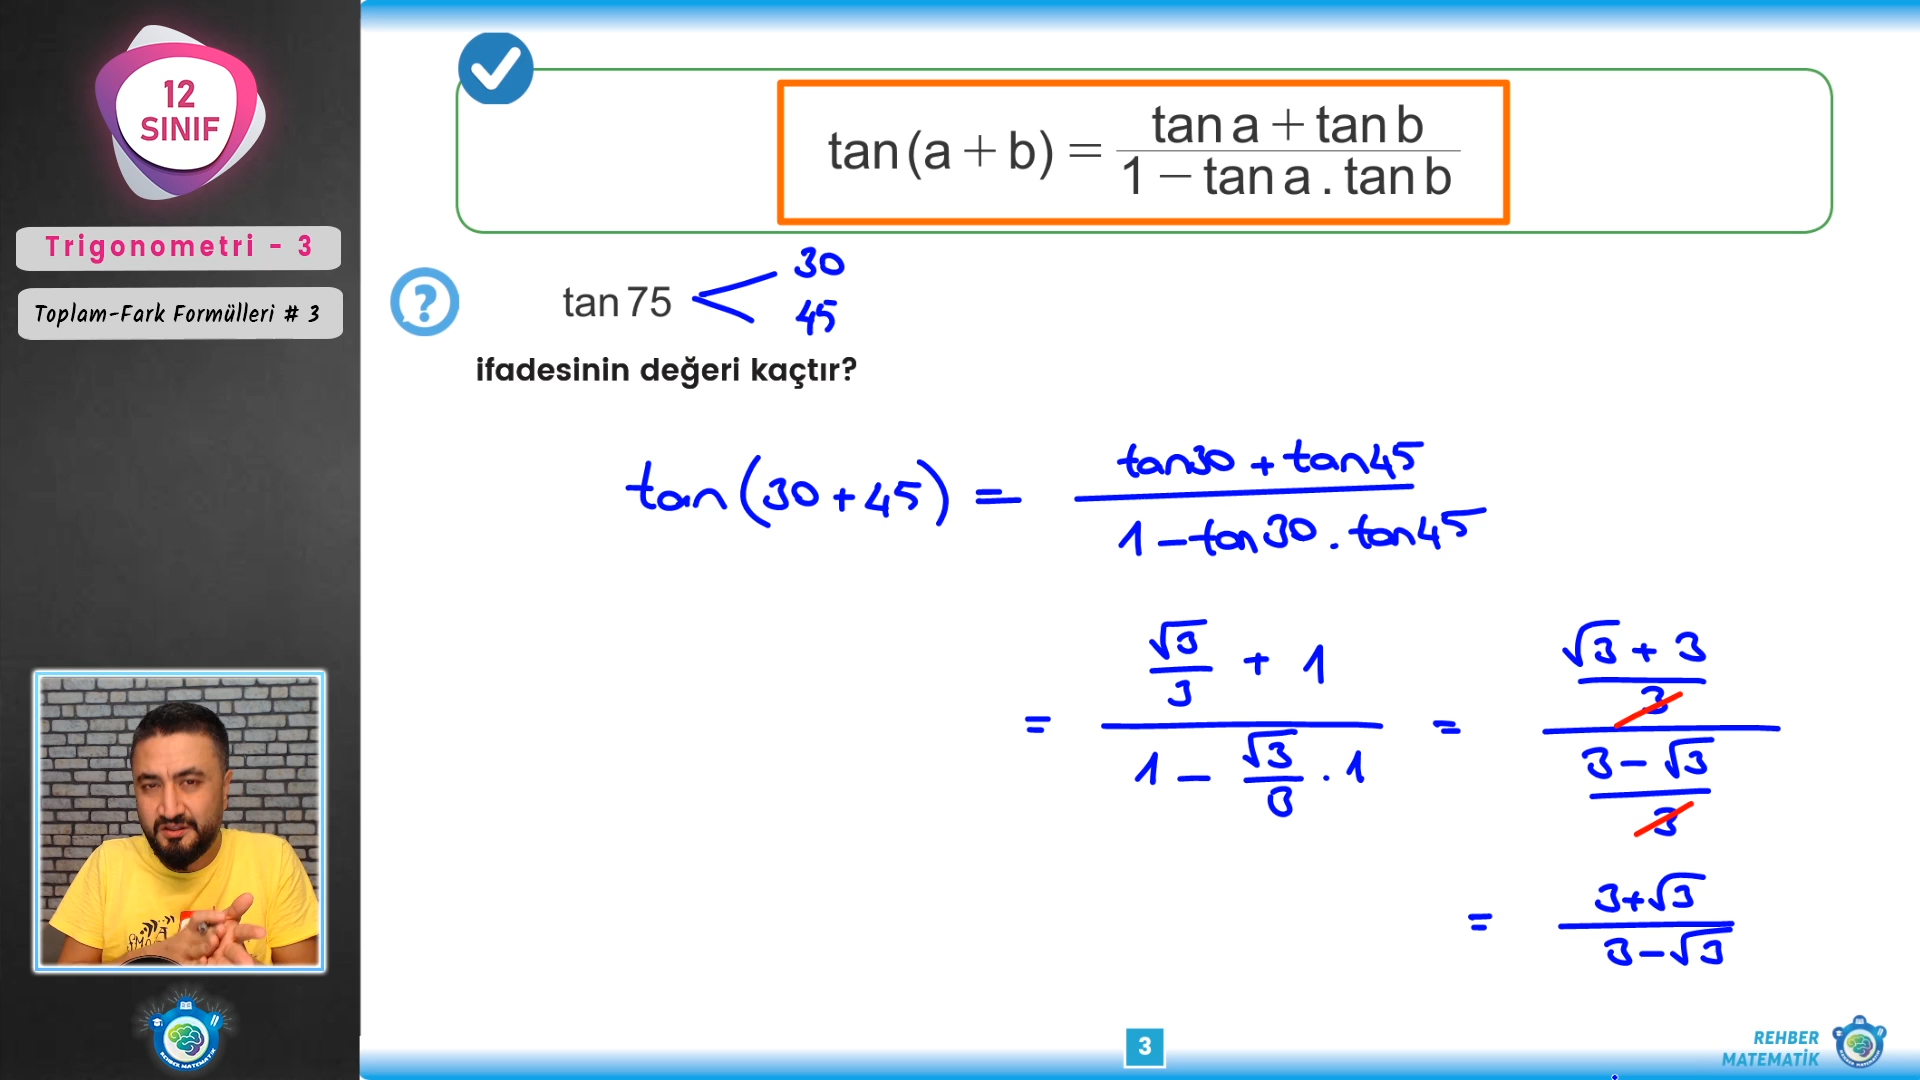 12
SINIF
Trigonometri - 3
Toplam-Fark Formülleri # 3
tan(a + b) = tan a + tan b / 1 - tan a . tan b
?
tan 75 < 30
45
ifadesinin değeri kaçtır?
tan(30+45) = tan30 + tan45 / 1 - tan30 . tan45
= √3/3 + 1 / 1 - √3/3 . 1 = √3 + 3/3 / 3 - √3/3
= 3+√3 / 3-√3
3
REHBER
MATEMATİK
REHBER MATEMATİK